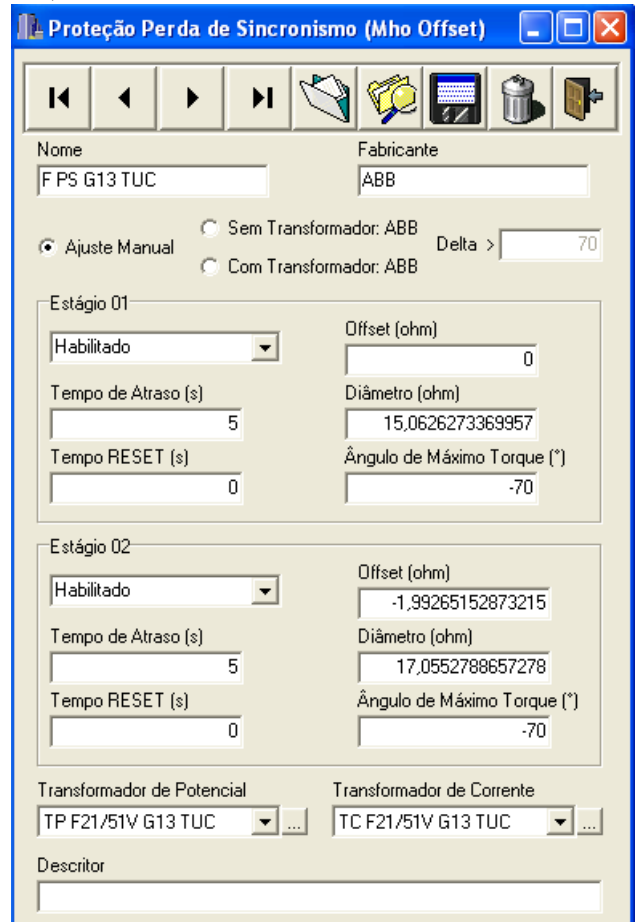 Proteção Perda de Sincronismo (Mho Offset)
Nome
Fabricante
F PS G13 TUC
ABB
Ajuste Manual
Sem Transformador: ABB
Com Transformador: ABB
Delta >
70
Estágio 01
Habilitado
Offset (ohm)
0
Tempo de Atraso (s)
Diâmetro (ohm)
5
15,0626273369957
Tempo RESET (s)
Ângulo de Máximo Torque (°)
0
-70
Estágio 02
Habilitado
Offset (ohm)
-1,99265152873215
Tempo de Atraso (s)
Diâmetro (ohm)
5
17,0552788657278
Tempo RESET (s)
Ângulo de Máximo Torque (°)
0
-70
Transformador de Potencial
Transformador de Corrente
TP F21/51V G13 TUC
...
TC F21/51V G13 TUC
...
Descritor